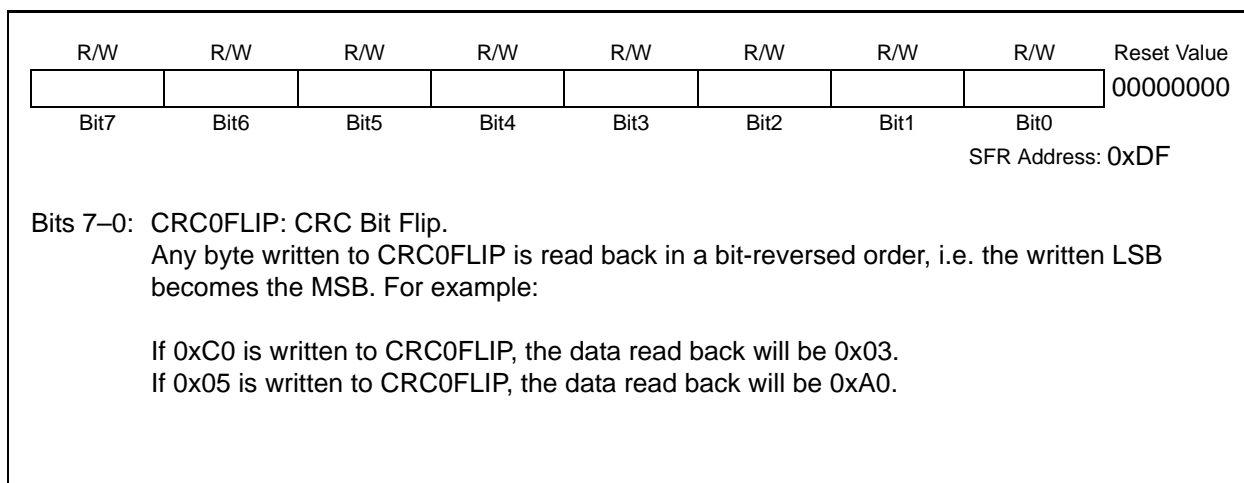 R/W R/W R/W R/W R/W R/W R/W R/W Reset Value
00000000
Bit7 Bit6 Bit5 Bit4 Bit3 Bit2 Bit1 Bit0
SFR Address: 0xDF
Bits 7–0: CRC0FLIP: CRC Bit Flip.
Any byte written to CRC0FLIP is read back in a bit-reversed order, i.e. the written LSB
becomes the MSB. For example:
If 0xC0 is written to CRC0FLIP, the data read back will be 0x03.
If 0x05 is written to CRC0FLIP, the data read back will be 0xA0.